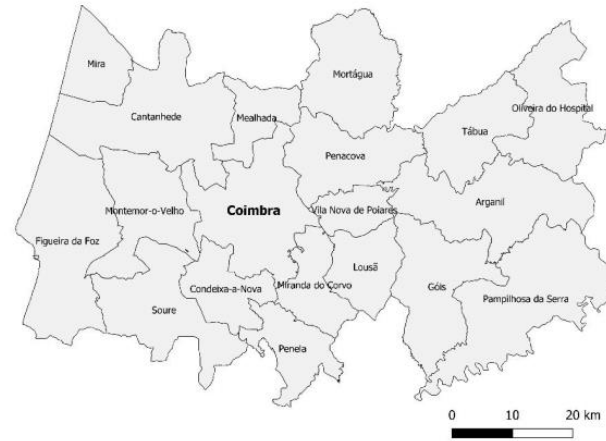 Mira
Mortágua
Cantanhede
Mealhada
Oliveira do Hospital
Tábua
Penacova
Arganil
Montemor-o-Velho
Coimbra
Vila Nova de Poiares
Figueira da Foz
Lousã
Condeixa-a-Nova
Miranda do Corvo
Góis
Pampilhosa da Serra
Soure
Penela
0 10 20 km